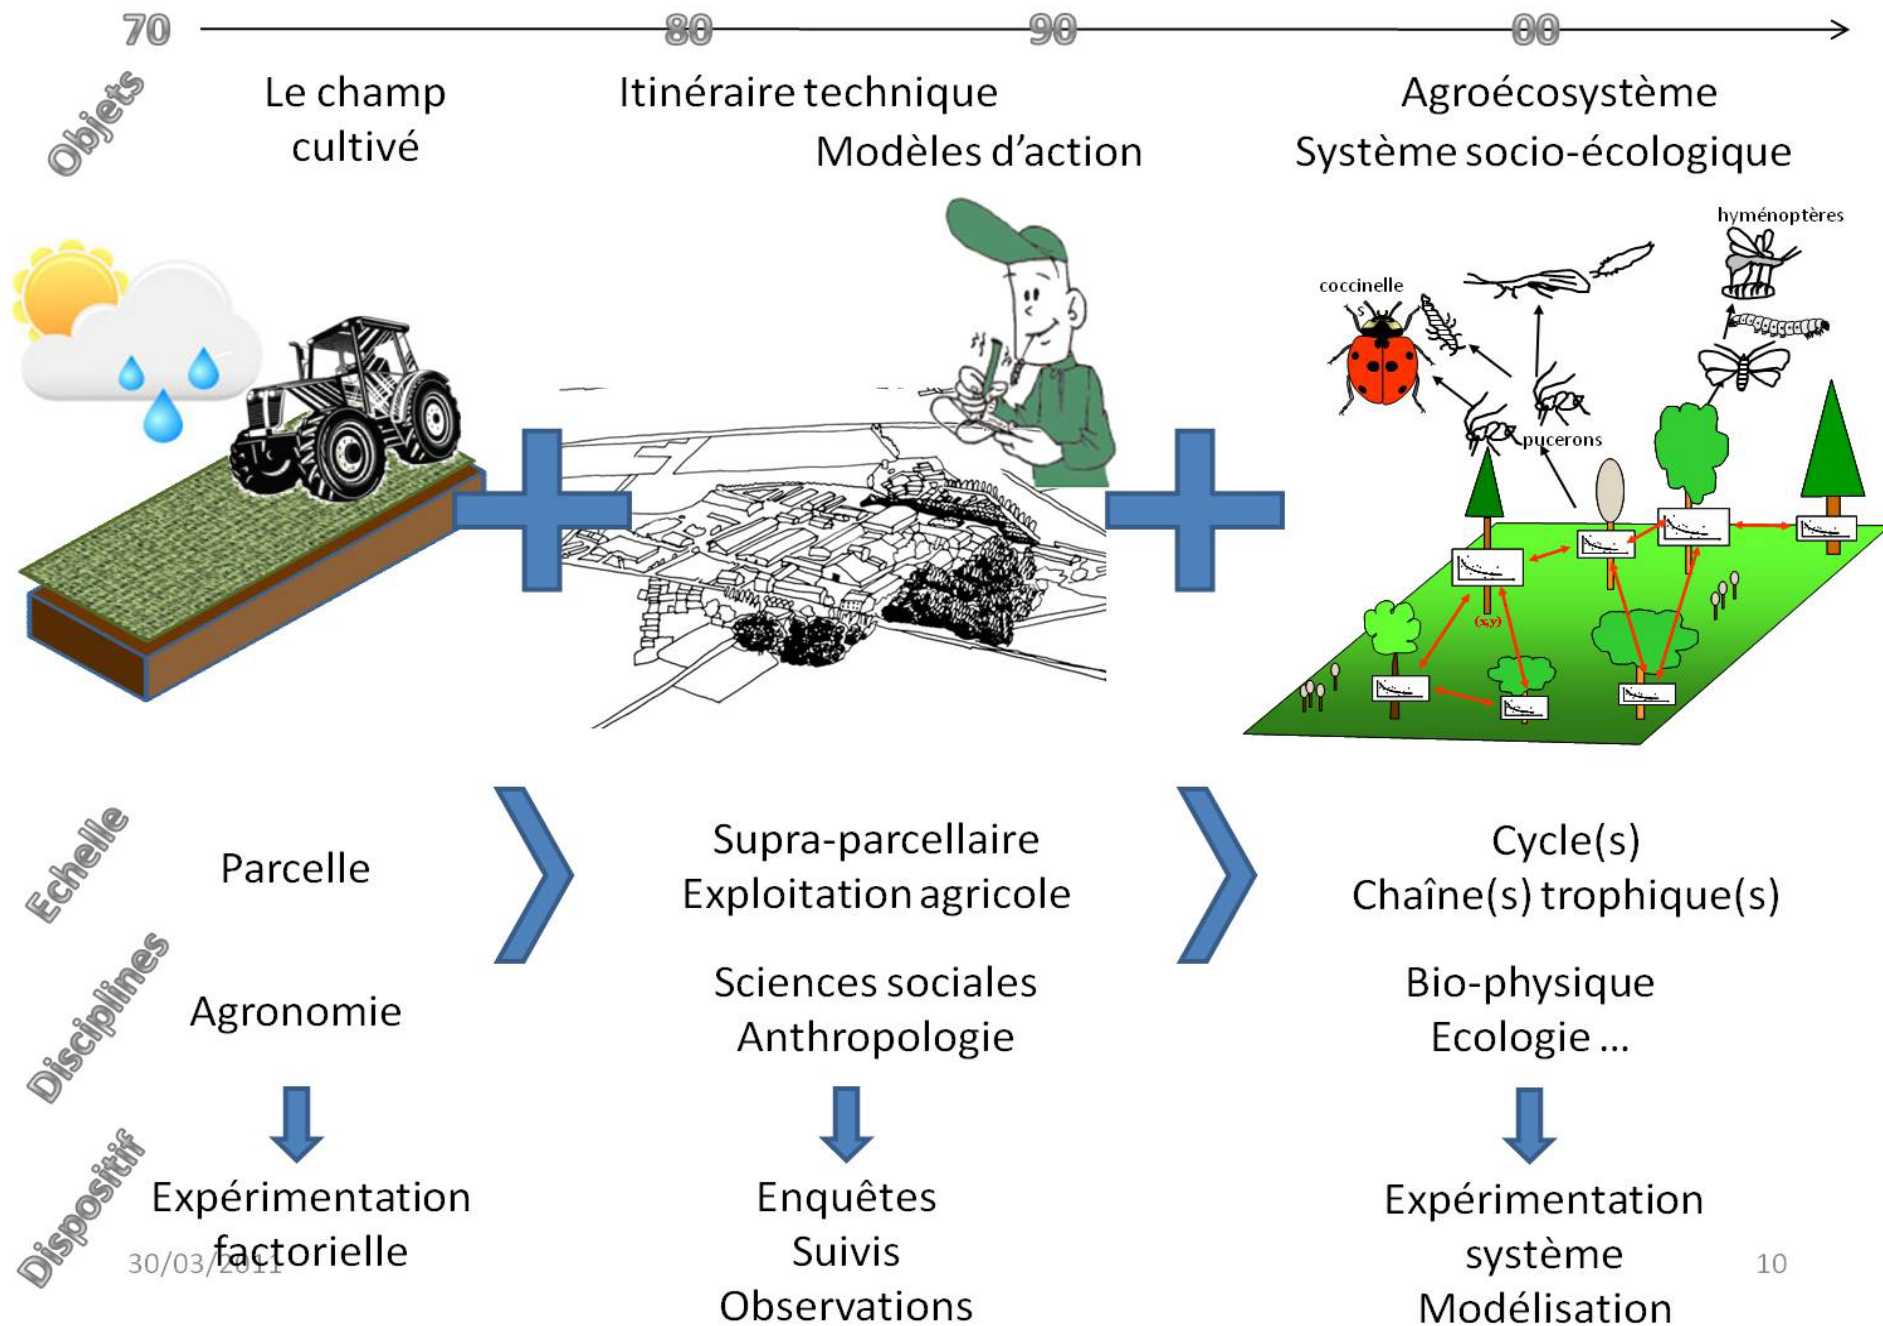 70 80 90 00
Objets
Le champ
cultivé
Itinéraire technique
Modèles d'action
Agroécosystème
Système socio-écologique
hyménoptères
coccinelle
pucerons
(x,y)
Echelle
Parcelle
Supra-parcellaire
Exploitation agricole
Cycle(s)
Chaîne(s) trophique(s)
Disciplines
Agronomie
Sciences sociales
Anthropologie
Bio-physique
Ecologie ...
Dispositif
Expérimentation
factorielle
Enquêtes
Suivis
Observations
Expérimentation
système
Modélisation
30/03/2011
10